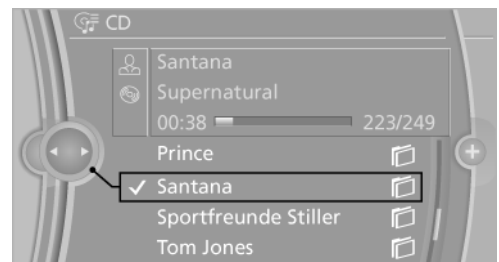 CD
Santana
Supernatural
00:38 223/249
Prince
Santana
Sportfreunde Stiller
Tom Jones